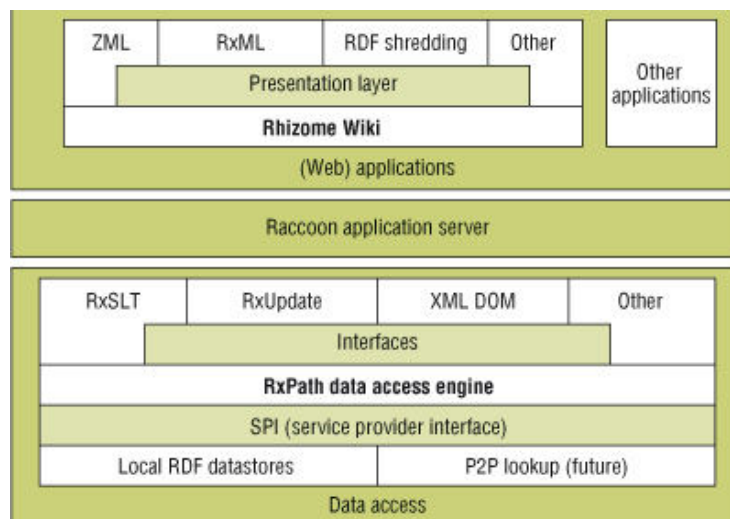 ZML RxML RDF shredding Other
Presentation layer
Rhizome Wiki
Other
applications
(Web) applications
Raccoon application server
RxSLT RxUpdate XML DOM Other
Interfaces
RxPath data access engine
SPI (service provider interface)
Local RDF datastores P2P lookup (future)
Data access